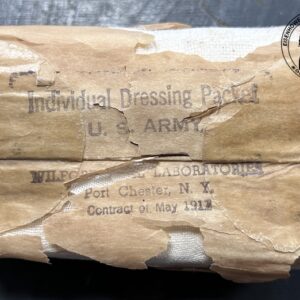 Individual Dressing Packet
U. S. ARMY
LABORATORIES
Port Chester, N. Y.
Contract of May 1917